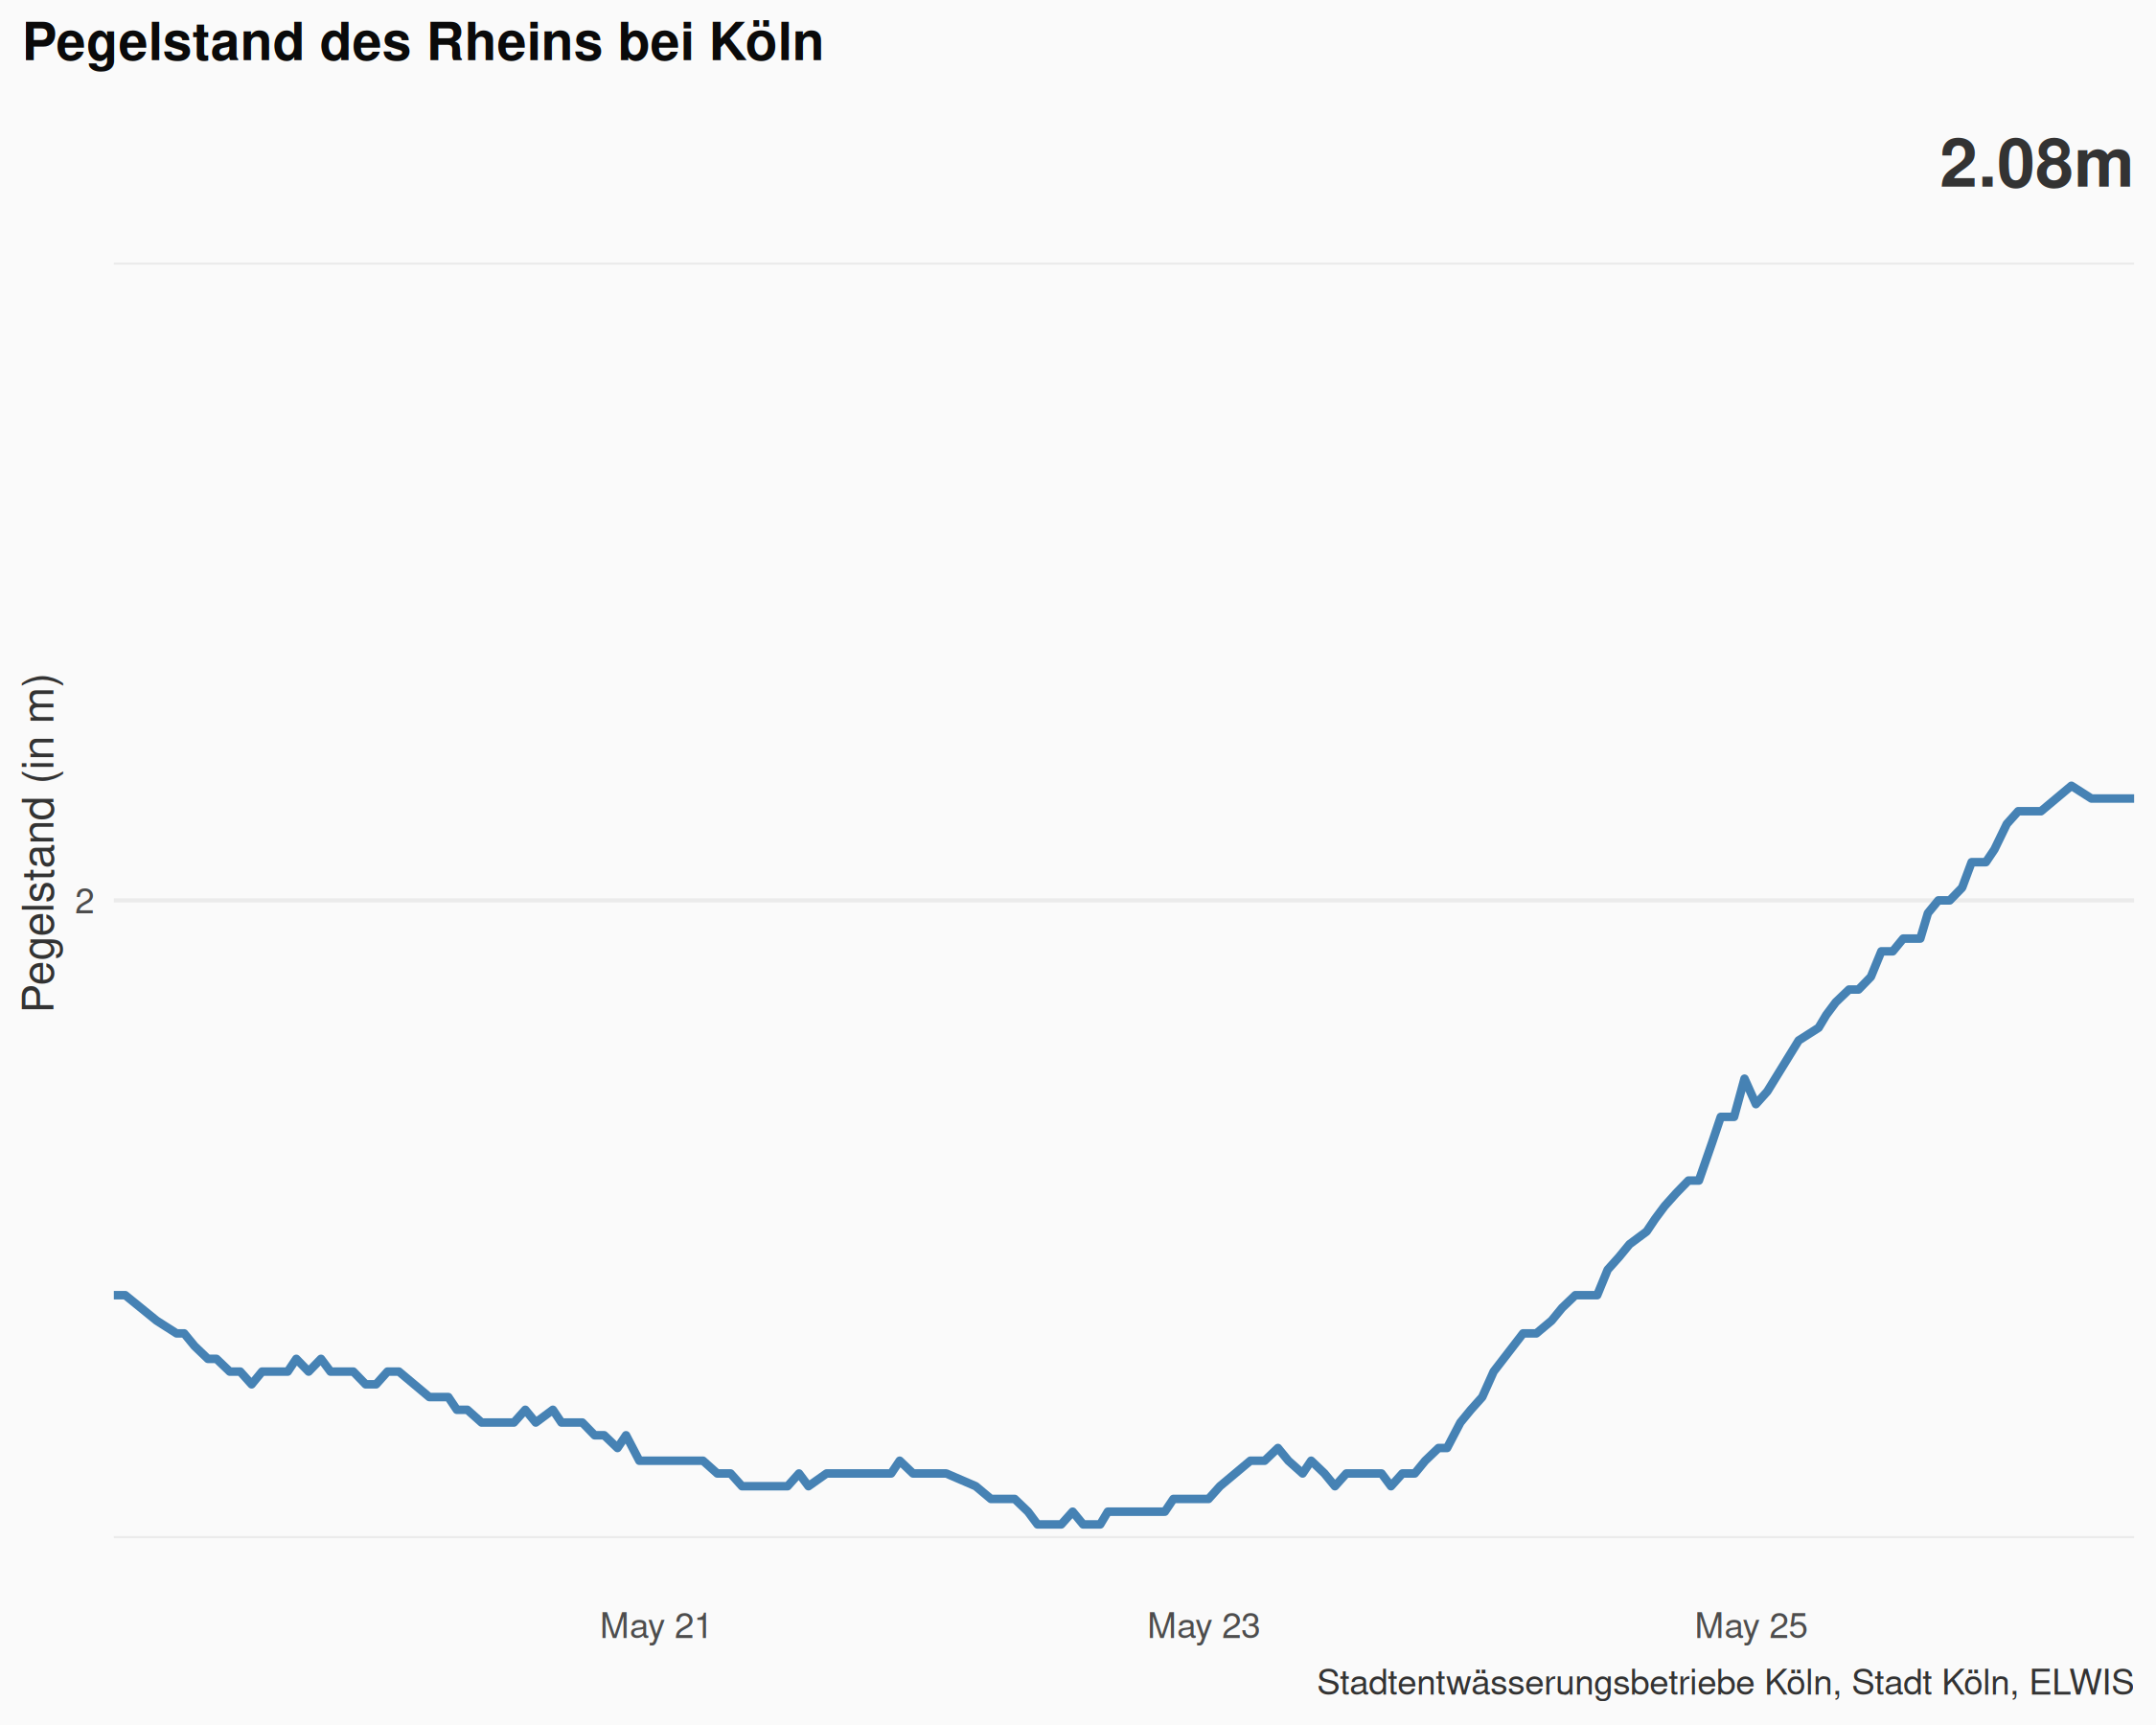 Pegelstand des Rheins bei Köln
2.08m
Pegelstand (in m)
2
May 21
May 23
May 25
Stadtentwässerungsbetriebe Köln, Stadt Köln, ELWIS